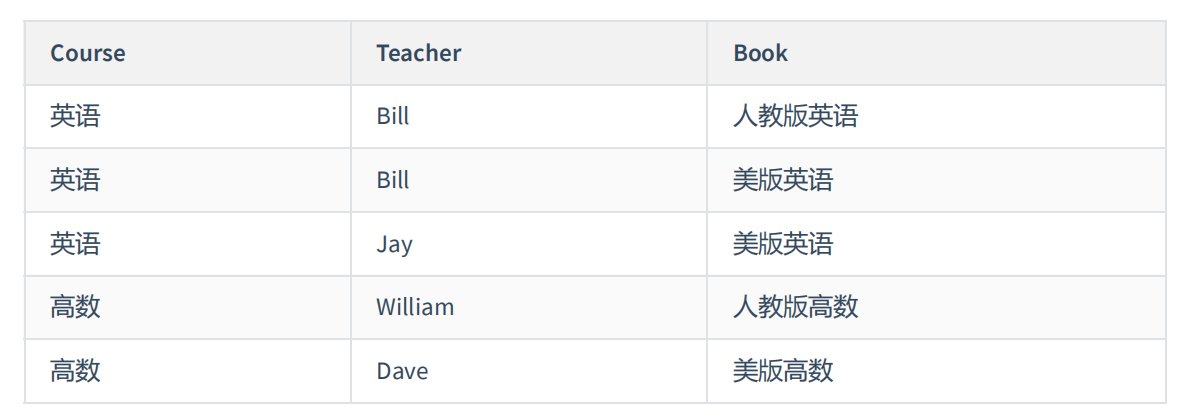 Course Teacher Book
英语 Bill 人教版英语
英语 Bill 美版英语
英语 Jay 美版英语
高数 William 人教版高数
高数 Dave 美版高数